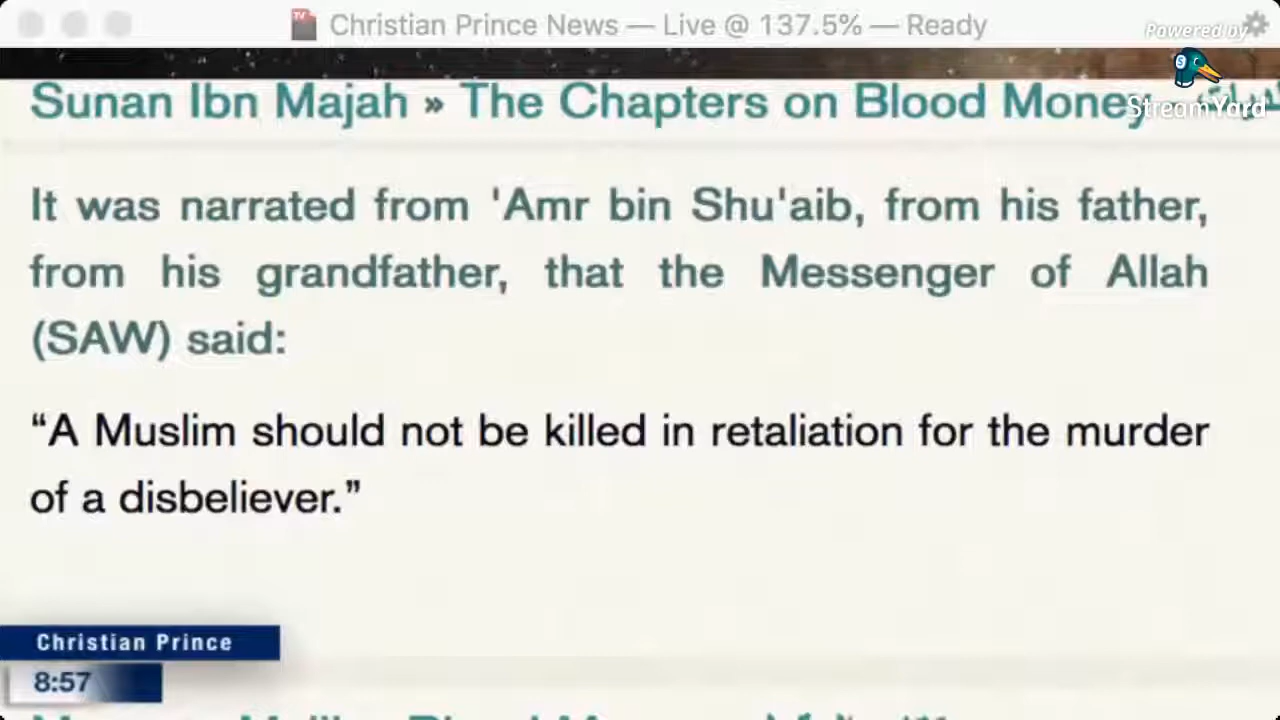 Christian Prince News — Live @ 137.5% — Ready
Powered by
StreamYard
Sunan Ibn Majah » The Chapters on Blood Money
It was narrated from 'Amr bin Shu'aib, from his father,
from his grandfather, that the Messenger of Allah
(SAW) said:
“A Muslim should not be killed in retaliation for the murder
of a disbeliever.”
Christian Prince
8:57